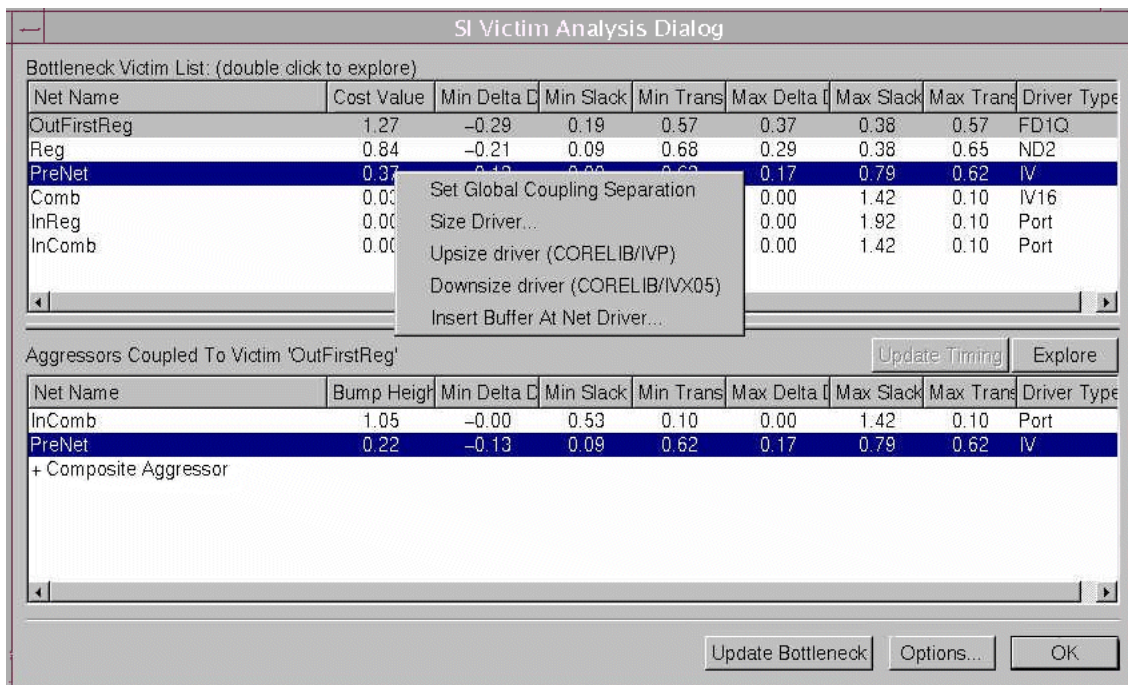 SI Victim Analysis Dialog
Bottleneck Victim List: (double click to explore)
Net Name Cost Value Min Delta D Min Slack Min Trans Max Delta D Max Slack Max Trans Driver Type
OutFirstReg 1.27 −0.29 0.19 0.57 0.37 0.38 0.57 FD1Q
Reg 0.84 −0.21 0.09 0.68 0.29 0.38 0.65 ND2
PreNet 0.37 0.17 0.79 0.62 IV
Comb 0.03 0.00 1.42 0.10 IV16
InReg 0.00 0.00 1.92 0.10 Port
InComb 0.00 0.00 1.42 0.10 Port
Set Global Coupling Separation
Size Driver...
Upsize driver (CORELIB/IVP)
Downsize driver (CORELIB/IVX05)
Insert Buffer At Net Driver...
Aggressors Coupled To Victim 'OutFirstReg'
Update Timing Explore
Net Name Bump Heigh Min Delta D Min Slack Min Trans Max Delta D Max Slack Max Trans Driver Type
InComb 1.05 −0.00 0.53 0.10 0.00 1.42 0.10 Port
PreNet 0.22 −0.13 0.09 0.62 0.17 0.79 0.62 IV
+ Composite Aggressor
Update Bottleneck Options... OK